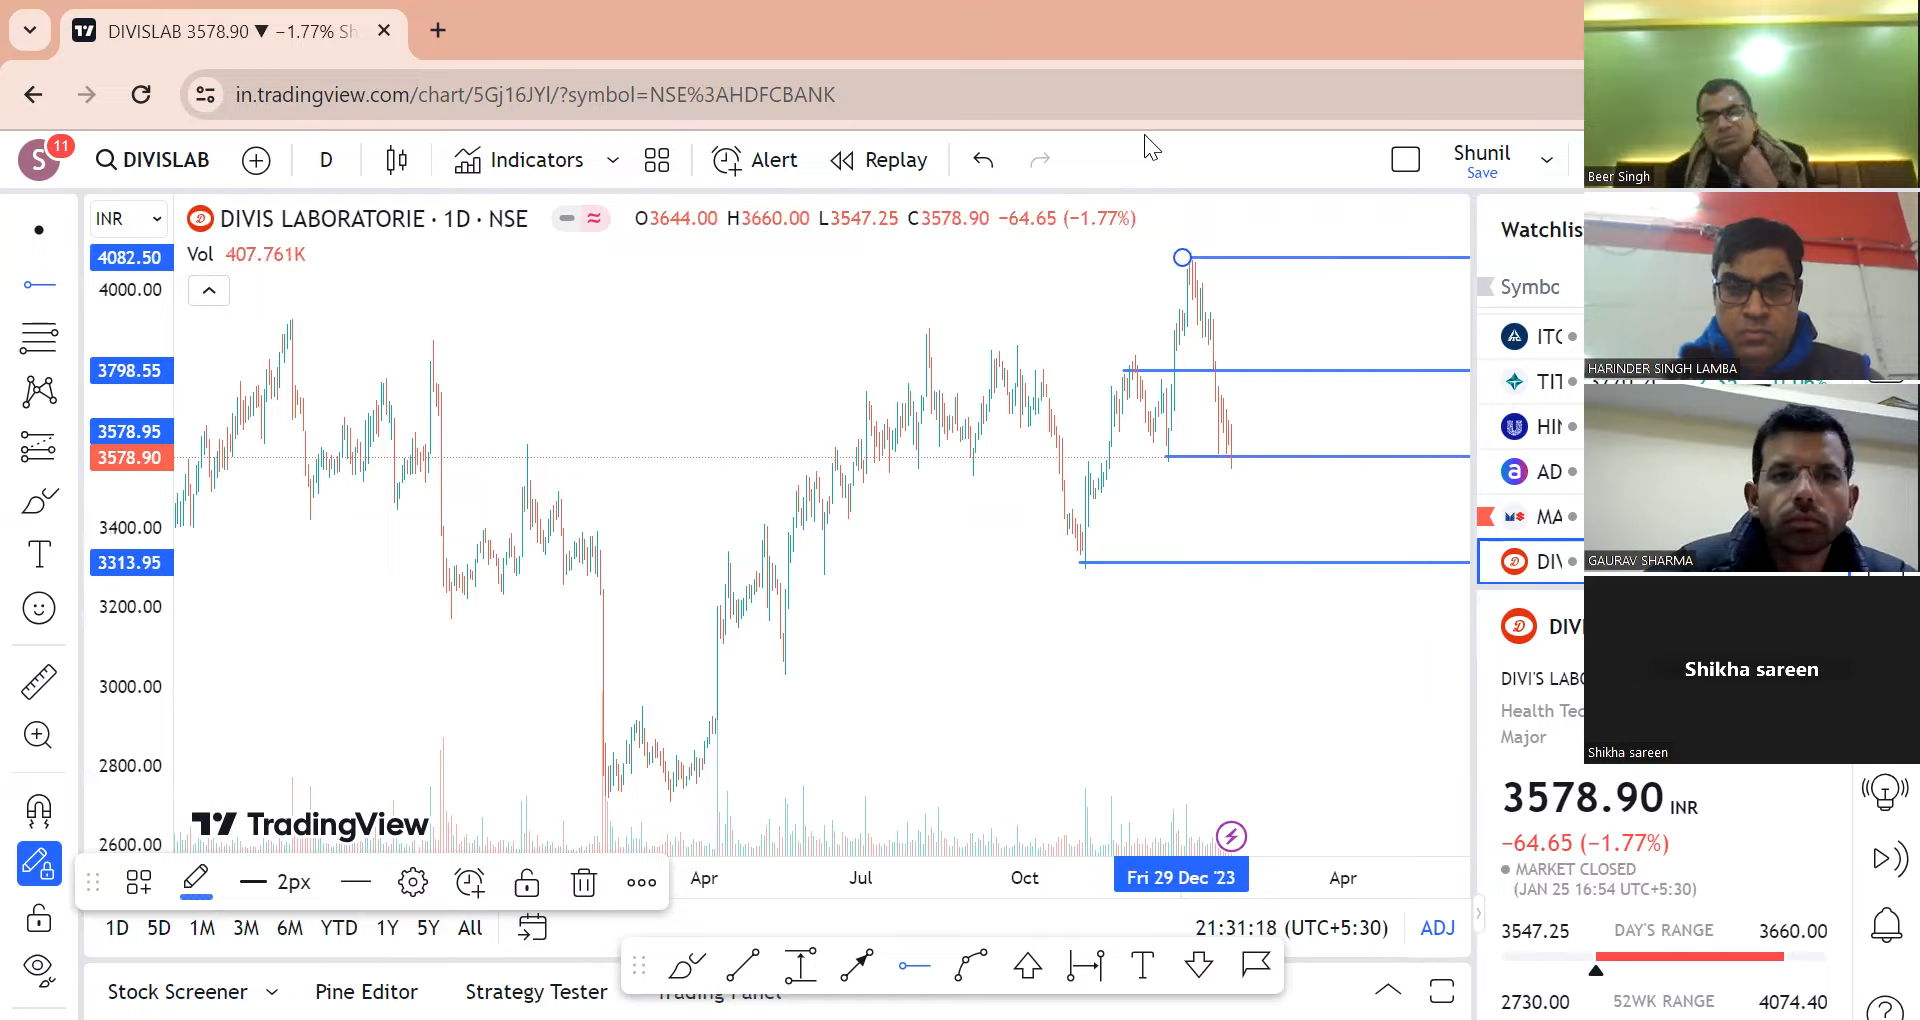 DIVISLAB 3578.90 ▼ −1.77% Sh
in.tradingview.com/chart/5Gj16JYl/?symbol=NSE%3AHDFCBANK
S 11 DIVISLAB D Indicators Alert Replay Shunil
Save
INR DIVIS LABORATORIE · 1D · NSE O3644.00 H3660.00 L3547.25 C3578.90 −64.65 (−1.77%)
Vol 407.761K
4082.50
4000.00
3798.55
3578.95
3578.90
3400.00
3313.95
3200.00
3000.00
2800.00
2600.00
TradingView
Apr Jul Oct Fri 29 Dec '23 Apr
2px
1D 5D 1M 3M 6M YTD 1Y 5Y All 21:31:18 (UTC+5:30) ADJ
Stock Screener Pine Editor Strategy Tester Trading Panel
Watchlis
Symbo
ITC
TIT
HIN
AD
MA
DIV
DIVI
DIVI'S LABO
Health Tec
Major
3578.90 INR
−64.65 (−1.77%)
MARKET CLOSED
(JAN 25 16:54 UTC+5:30)
3547.25 DAY'S RANGE 3660.00
2730.00 52WK RANGE 4074.40
Beer Singh
HARINDER SINGH LAMBA
GAURAV SHARMA
Shikha sareen
Shikha sareen